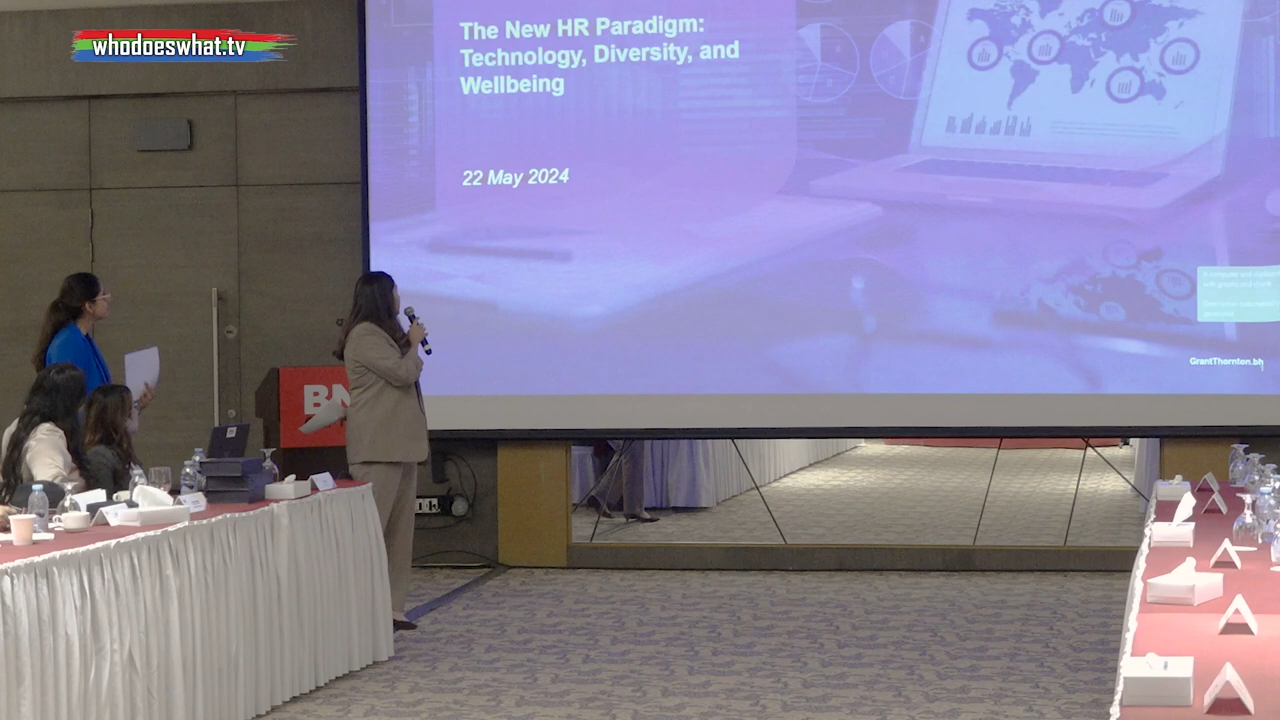 whodoeswhat.tv
The New HR Paradigm:
Technology, Diversity, and
Wellbeing
22 May 2024
GrantThornton.bh